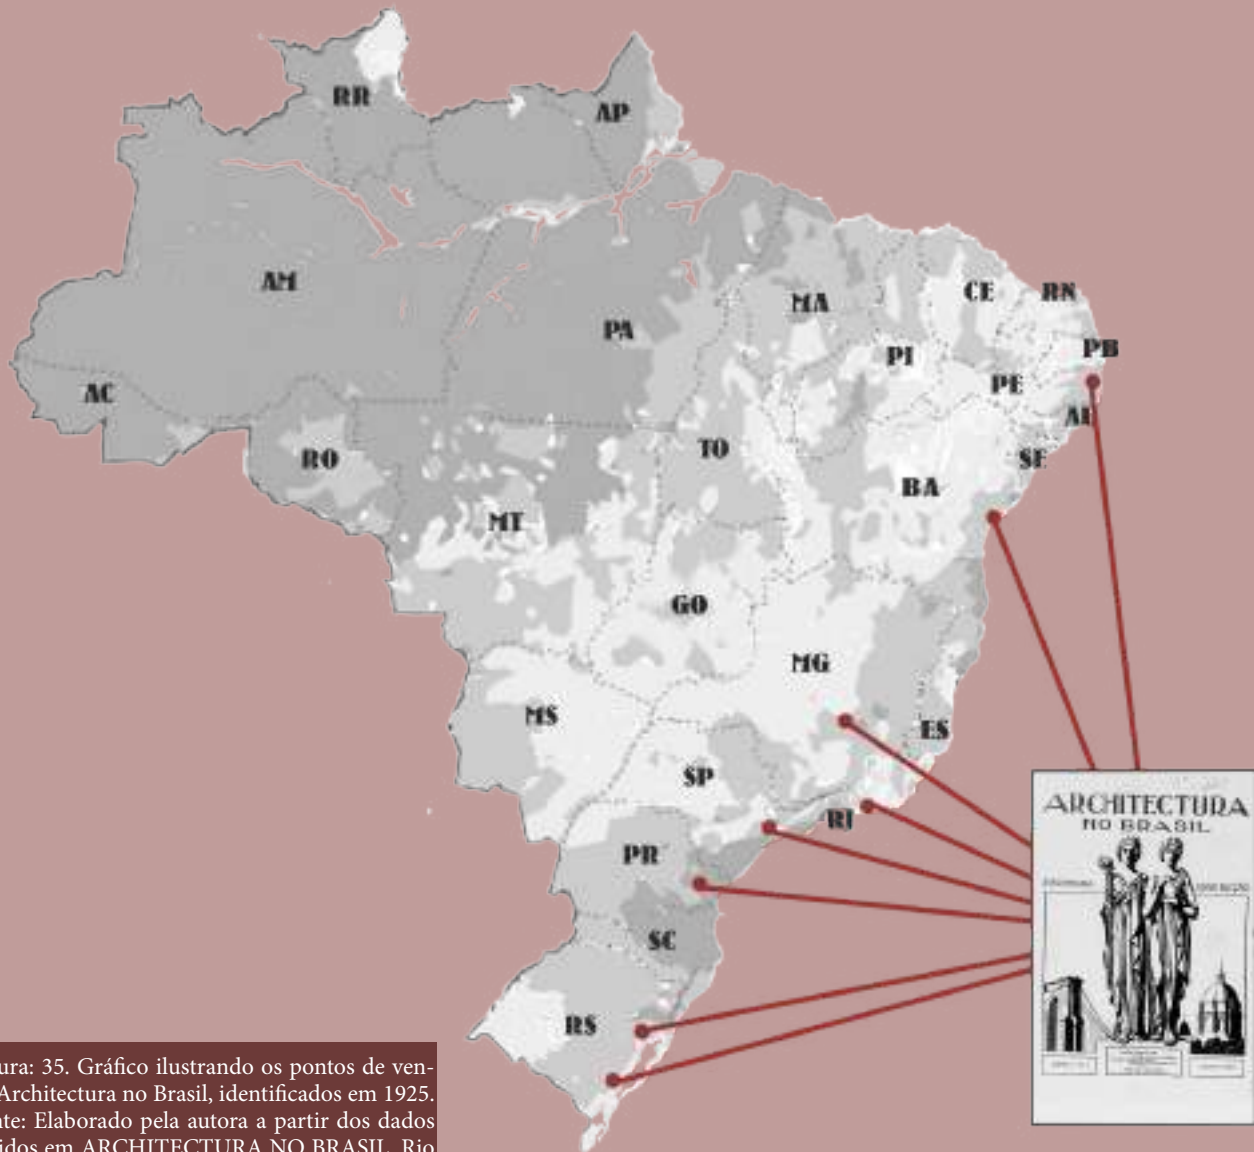 RR
AP
AM
PA
MA
CE
RN
PI
PB
PE
AC
AL
TO
SE
RO
BA
MT
GO
MG
MS
ES
SP
RJ
PR
SC
RS
ARCHITECTURA
NO BRASIL
ura: 35. Gráfico ilustrando os pontos de ven-
Architectura no Brasil, identificados em 1925.
nte: Elaborado pela autora a partir dos dados
idos em ARCHITECTURA NO BRASIL. Rio